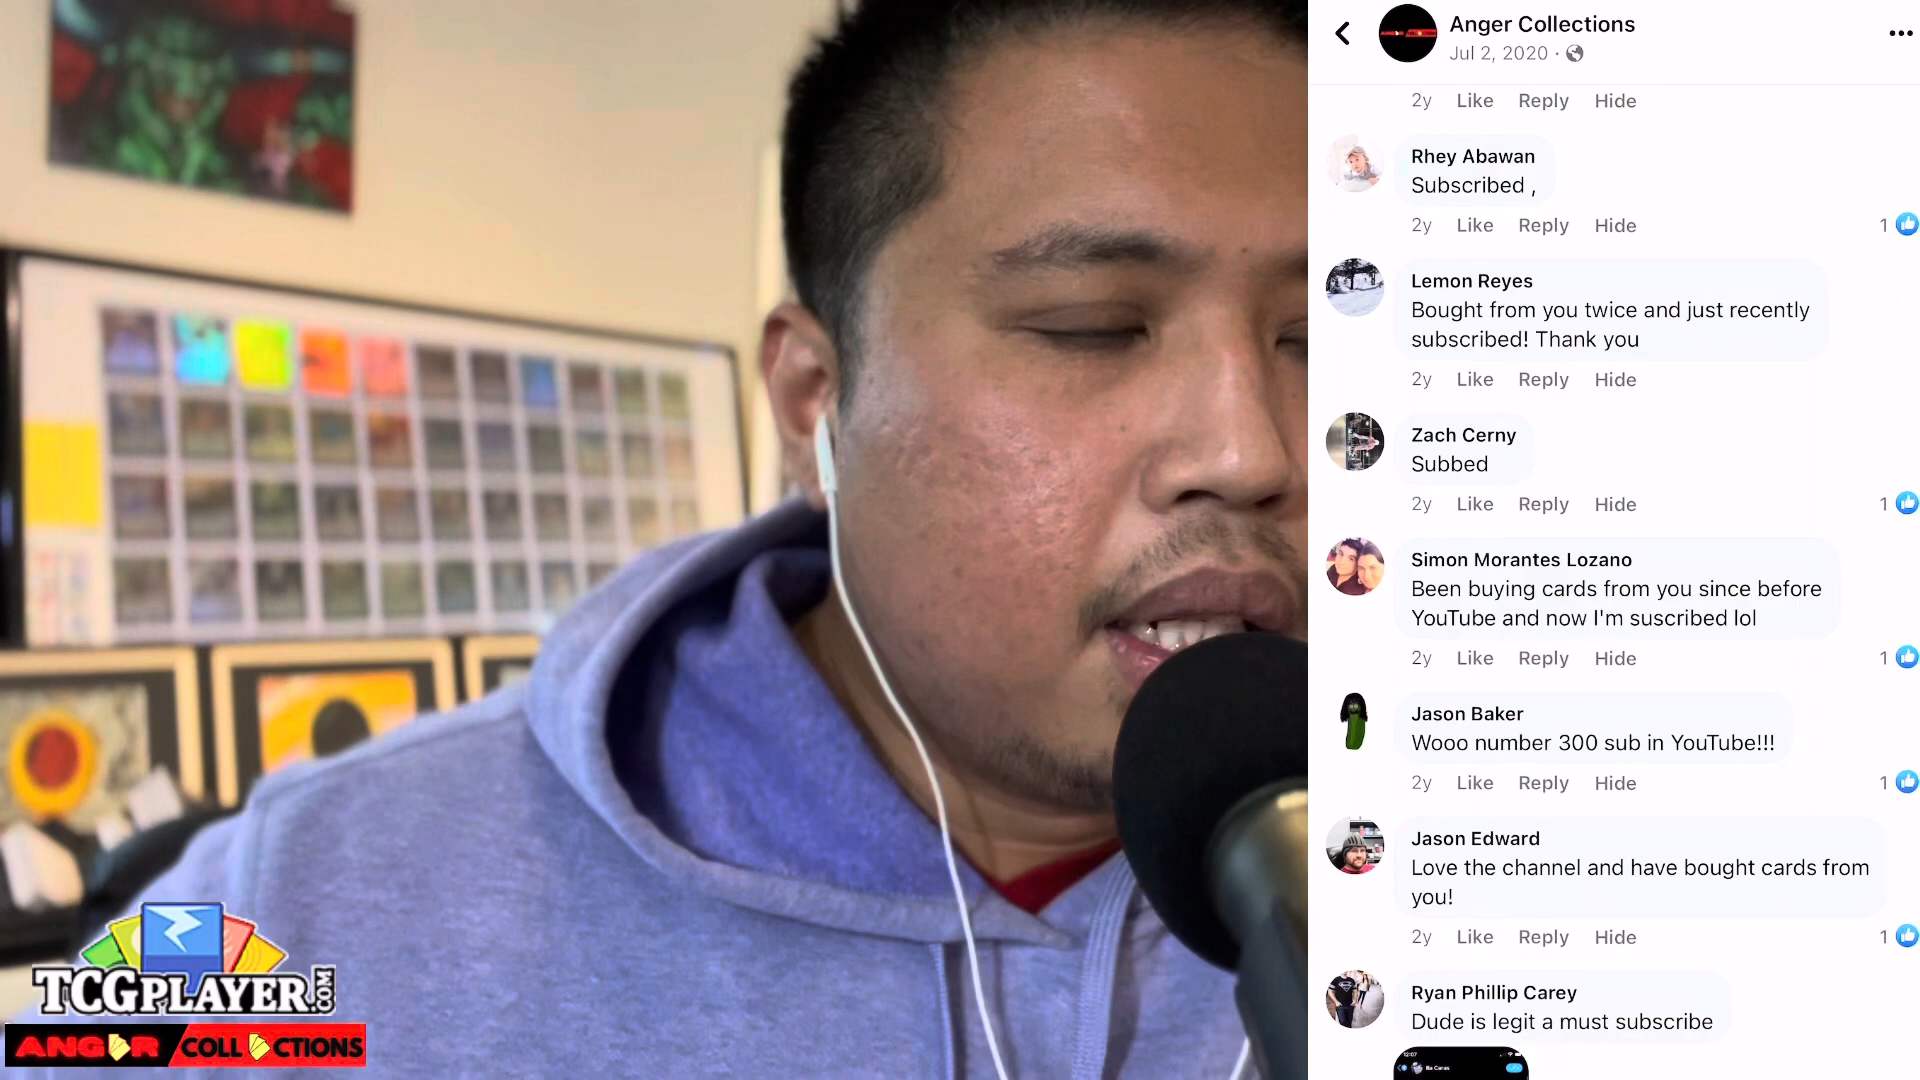 Anger Collections
Jul 2, 2020 ·
2y Like Reply Hide
Rhey Abawan
Subscribed ,
2y Like Reply Hide 1
Lemon Reyes
Bought from you twice and just recently
subscribed! Thank you
2y Like Reply Hide
Zach Cerny
Subbed
2y Like Reply Hide 1
Simon Morantes Lozano
Been buying cards from you since before
YouTube and now I'm suscribed lol
2y Like Reply Hide 1
Jason Baker
Wooo number 300 sub in YouTube!!!
2y Like Reply Hide 1
Jason Edward
Love the channel and have bought cards from
you!
2y Like Reply Hide 1
Ryan Phillip Carey
Dude is legit a must subscribe
12:07
Ba Caras
TCGPLAYER.COM
ANGER COLLECTIONS